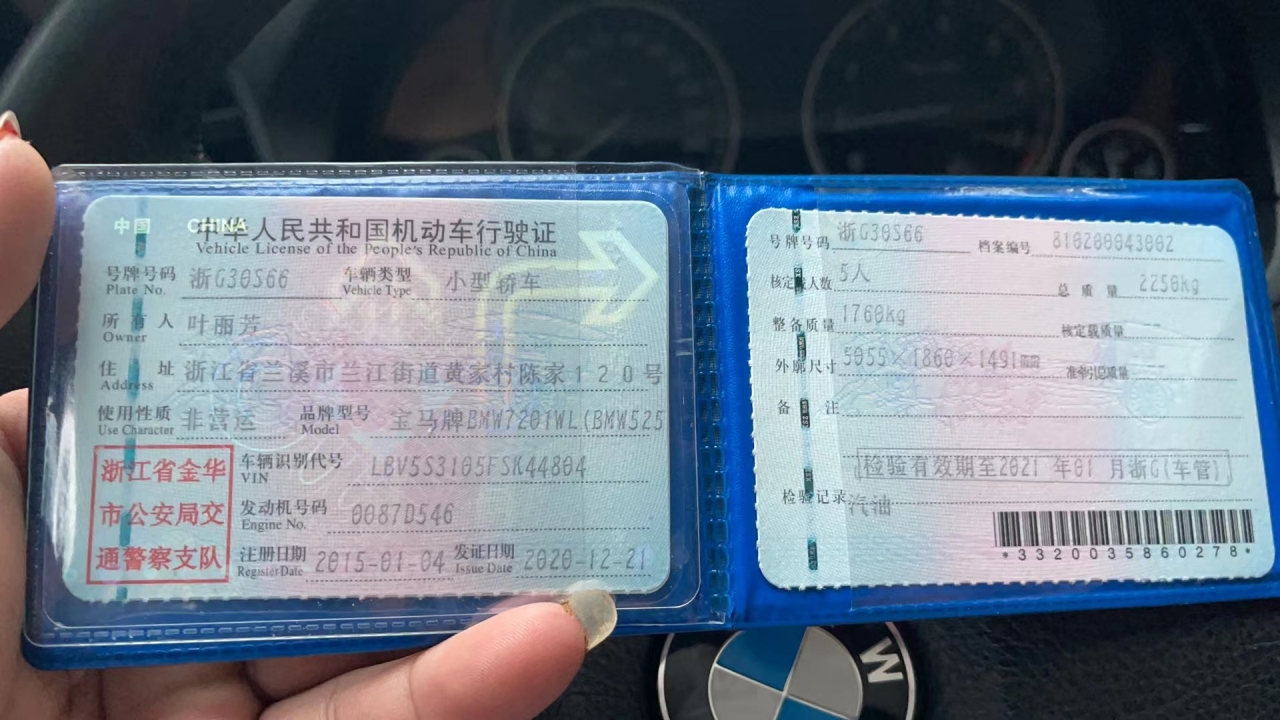 中国 CHINA
中华人民共和国机动车行驶证
Vehicle License of the People's Republic of China
号牌号码 浙G30S66 车辆类型 小型轿车
Plate No. Vehicle Type
所有人 叶丽芳
Owner
住址 浙江省兰溪市兰江街道黄家村陈家120号
Address
使用性质 非营运 品牌型号 宝马牌BMW7201WL(BMW525
Use Character Model
浙江省金华
市公安局交
通警察支队
车辆识别代号 LBV5S3105FSK44804
VIN
发动机号码 0087D546
Engine No.
注册日期 2015-01-04 发证日期 2020-12-21
Register Date Issue Date
号牌号码 浙G30S66 档案编号 810200043002
核定载人数 5人 总质量 2250kg
整备质量 1760kg 核定载质量 --
外廓尺寸 5055×1860×1491mm 准牵引总质量 --
备注
检验有效期至2021年01月浙G(车管)
检验记录 汽油
*3320035860278*
W